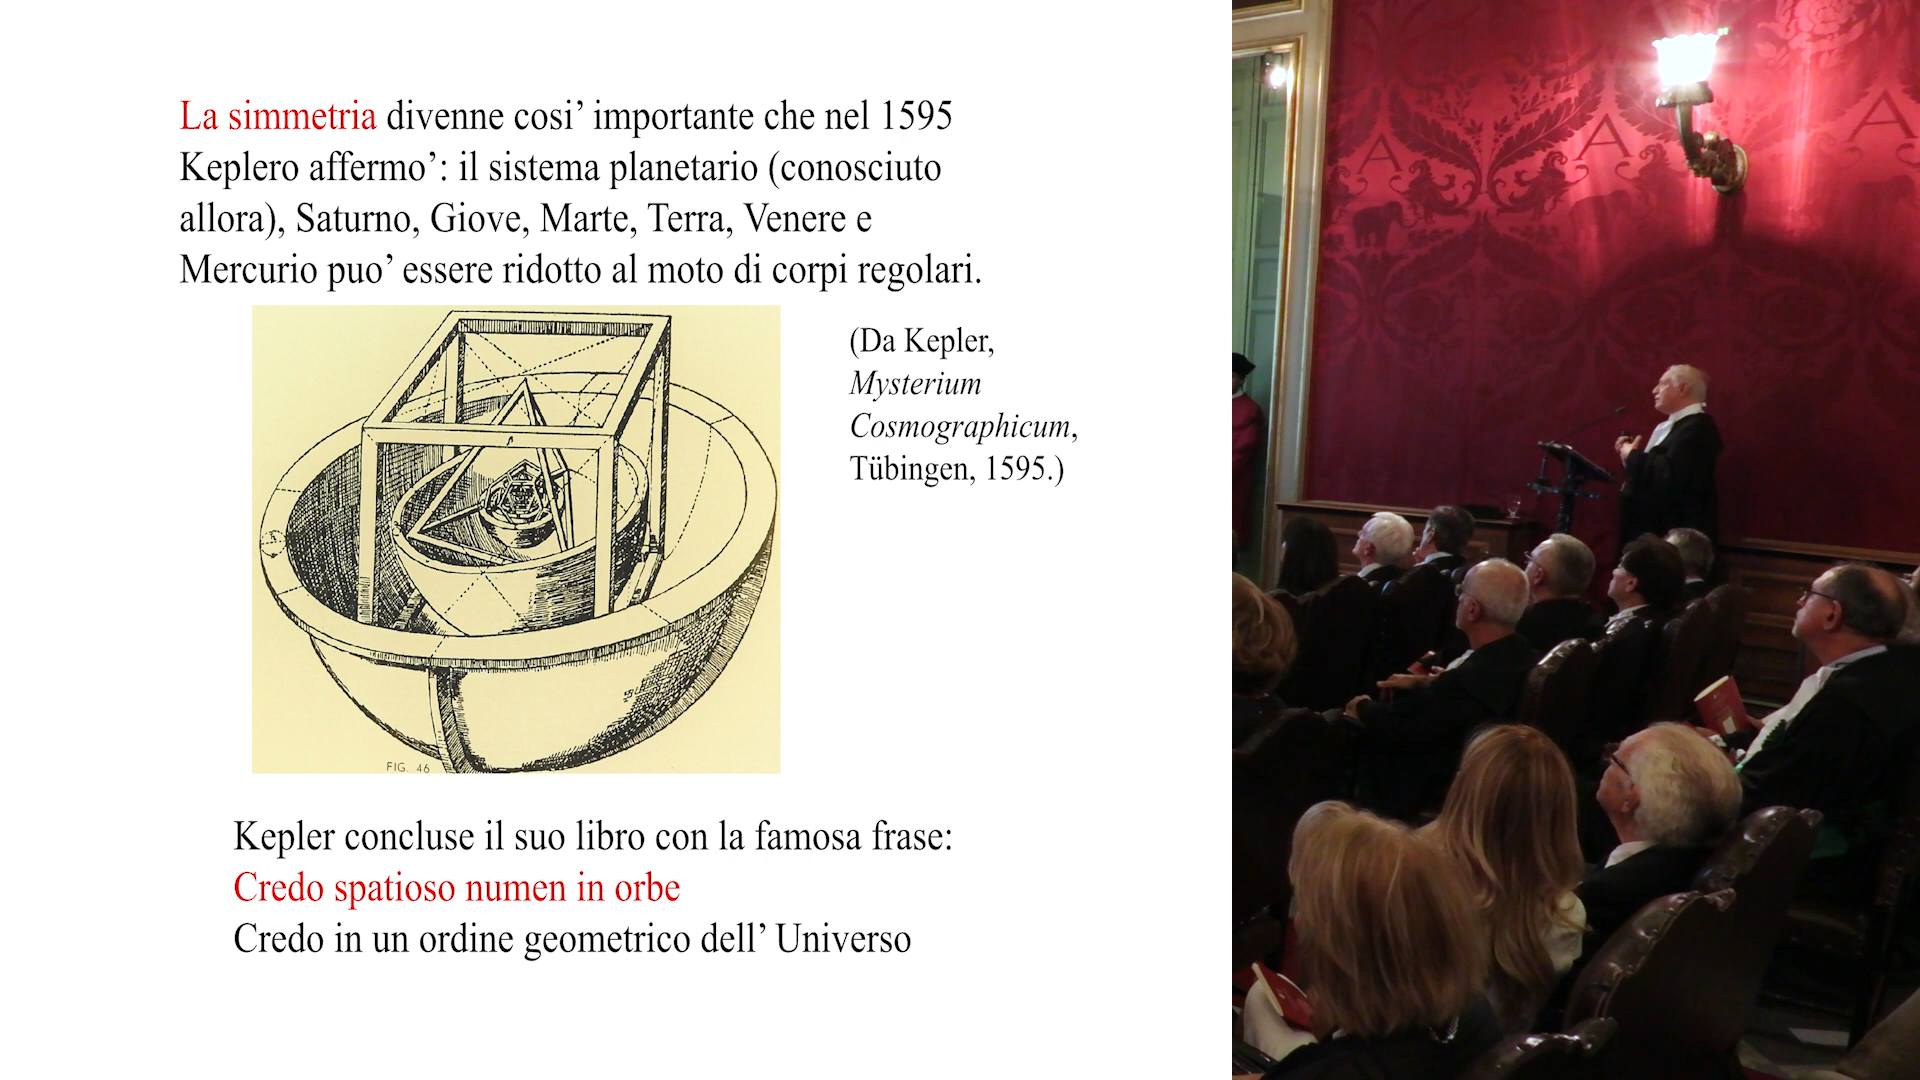 La simmetria divenne cosi’ importante che nel 1595
Keplero affermo’: il sistema planetario (conosciuto
allora), Saturno, Giove, Marte, Terra, Venere e
Mercurio puo’ essere ridotto al moto di corpi regolari.
(Da Kepler,
Mysterium
Cosmographicum,
Tübingen, 1595.)
FIG. 46
Kepler concluse il suo libro con la famosa frase:
Credo spatioso numen in orbe
Credo in un ordine geometrico dell’ Universo
A A A